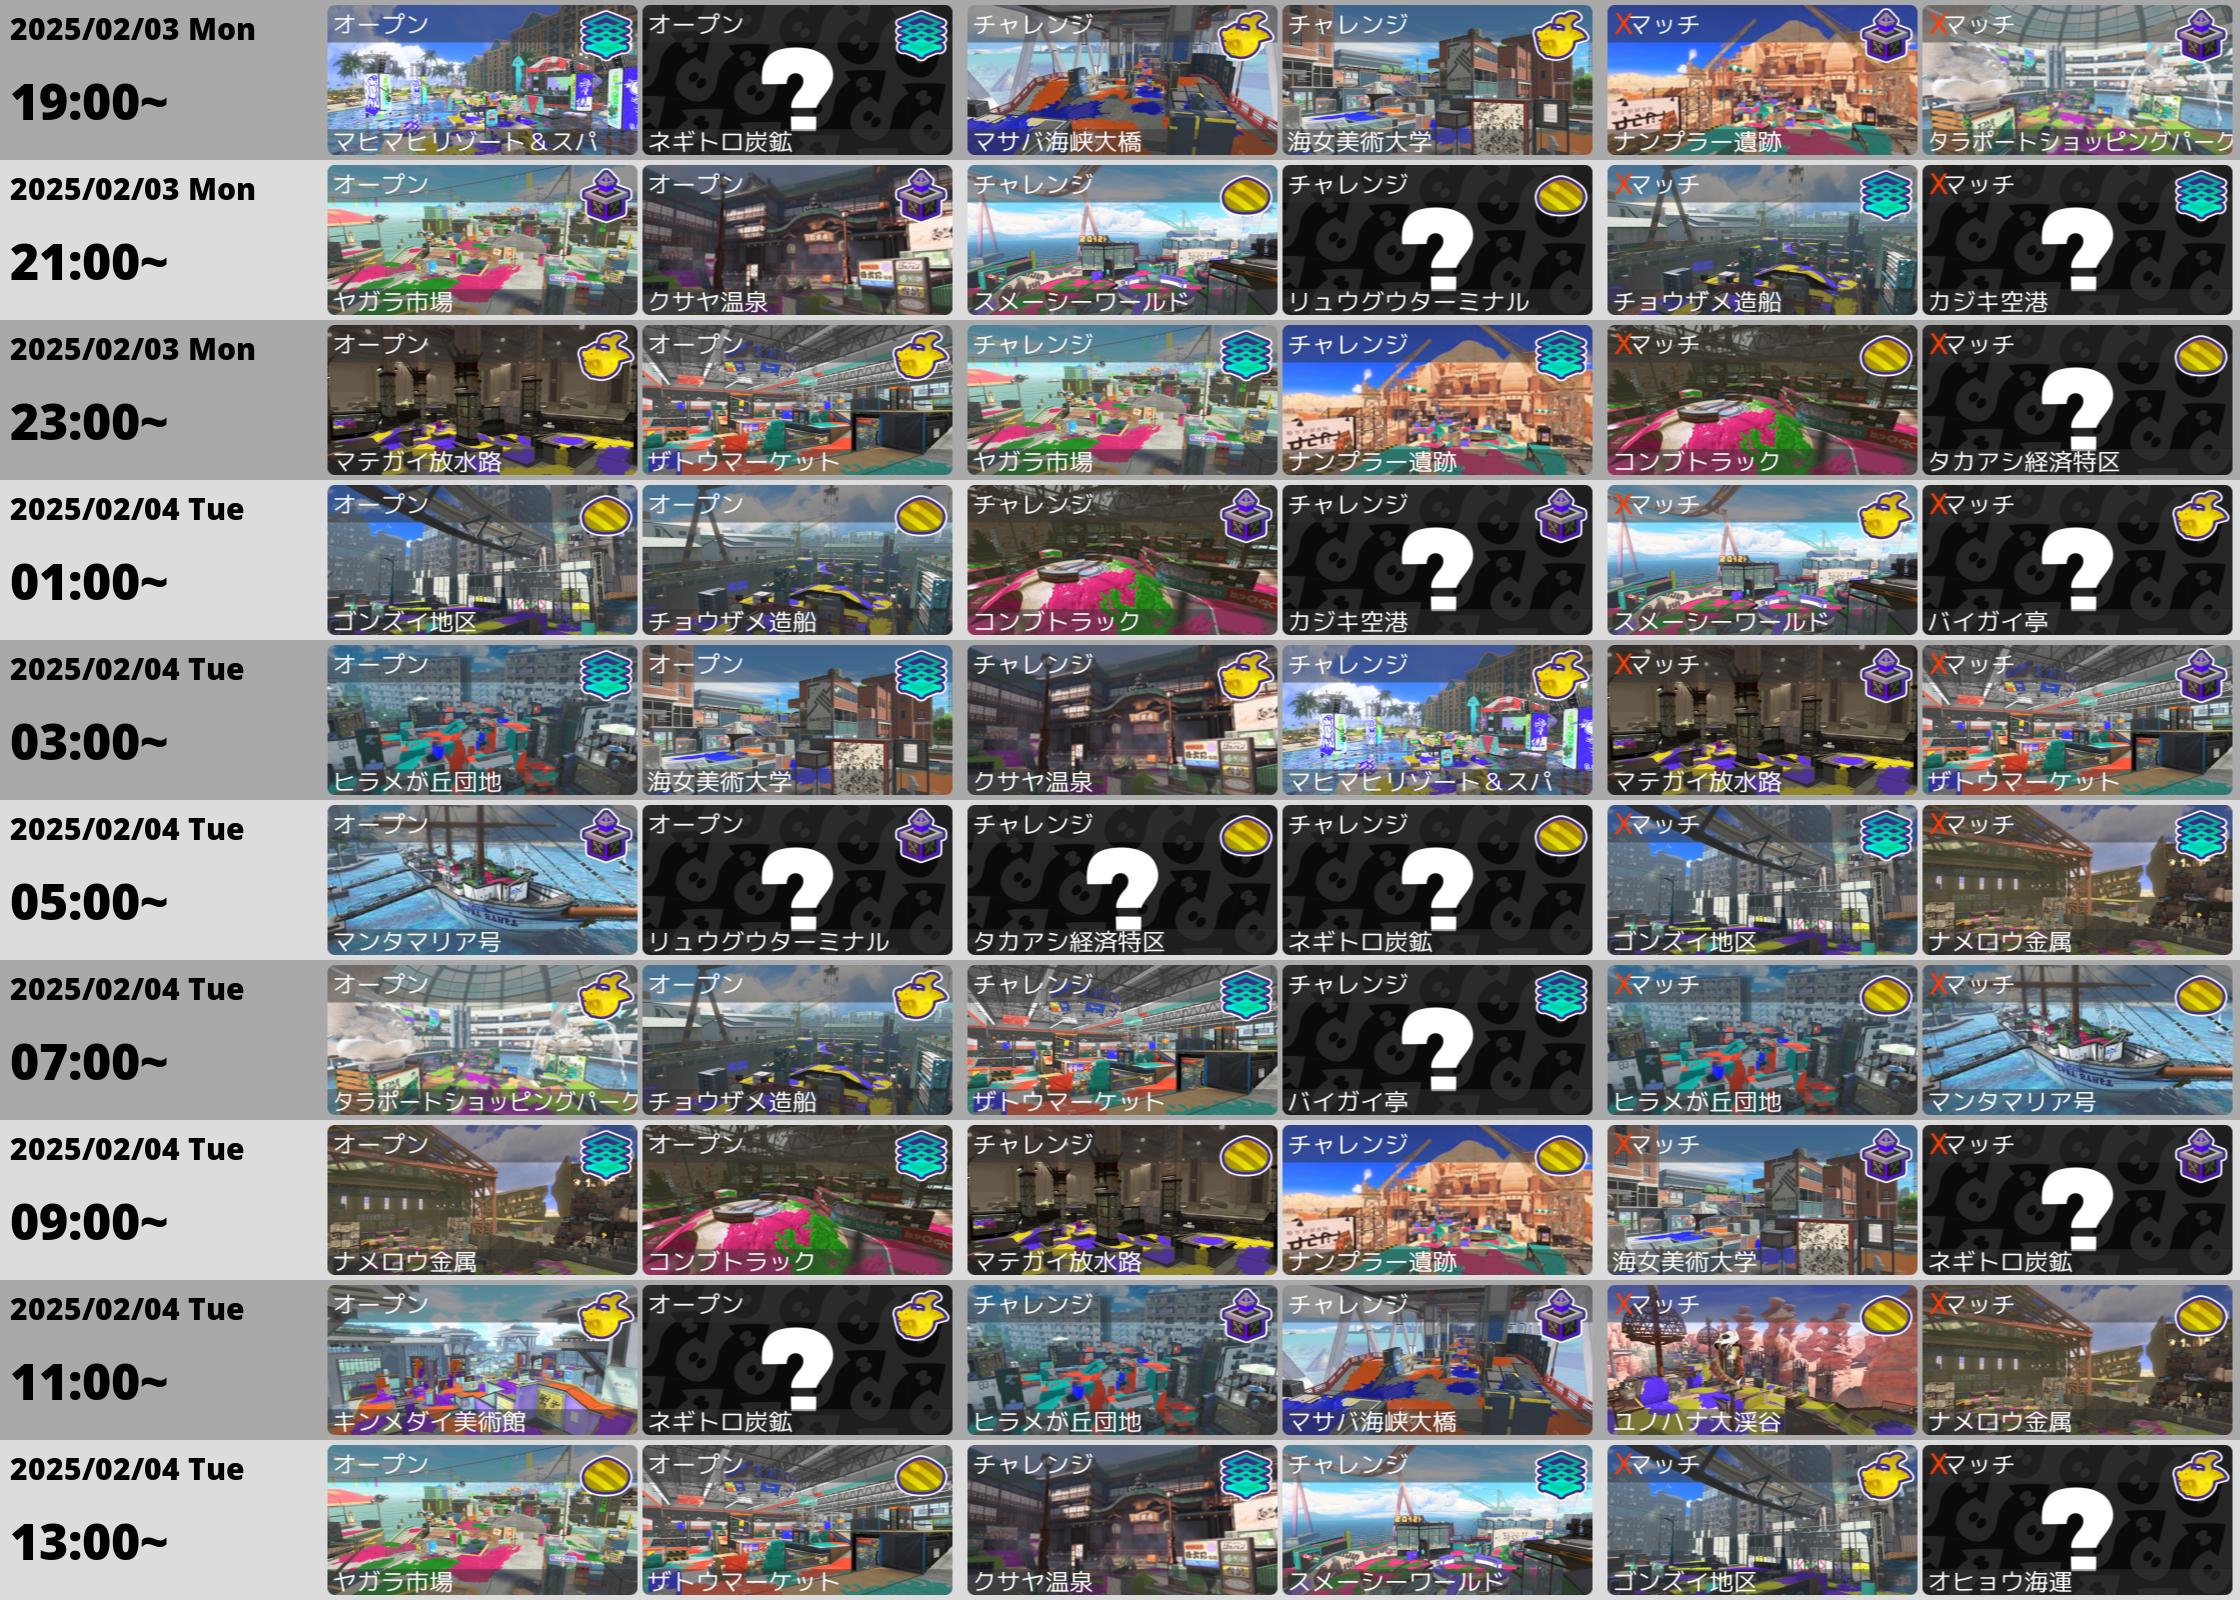 2025/02/03 Mon
19:00~
オープン
マヒマヒリゾート＆スパ
オープン
ネギトロ炭鉱
チャレンジ
マサバ海峡大橋
チャレンジ
海女美術大学
Xマッチ
ナンプラー遺跡
Xマッチ
タラポートショッピングパーク
2025/02/03 Mon
21:00~
オープン
ヤガラ市場
オープン
クサヤ温泉
チャレンジ
スメーシーワールド
チャレンジ
リュウグウターミナル
Xマッチ
チョウザメ造船
Xマッチ
カジキ空港
2025/02/03 Mon
23:00~
オープン
マテガイ放水路
オープン
ザトウマーケット
チャレンジ
ヤガラ市場
チャレンジ
ナンプラー遺跡
Xマッチ
コンブトラック
Xマッチ
タカアシ経済特区
2025/02/04 Tue
01:00~
オープン
ゴンズイ地区
オープン
チョウザメ造船
チャレンジ
コンブトラック
チャレンジ
カジキ空港
Xマッチ
スメーシーワールド
Xマッチ
バイガイ亭
2025/02/04 Tue
03:00~
オープン
ヒラメが丘団地
オープン
海女美術大学
チャレンジ
クサヤ温泉
チャレンジ
マヒマヒリゾート＆スパ
Xマッチ
マテガイ放水路
Xマッチ
ザトウマーケット
2025/02/04 Tue
05:00~
オープン
マンタマリア号
オープン
リュウグウターミナル
チャレンジ
タカアシ経済特区
チャレンジ
ネギトロ炭鉱
Xマッチ
ゴンズイ地区
Xマッチ
ナメロウ金属
2025/02/04 Tue
07:00~
オープン
タラポートショッピングパーク
オープン
チョウザメ造船
チャレンジ
ザトウマーケット
チャレンジ
バイガイ亭
Xマッチ
ヒラメが丘団地
Xマッチ
マンタマリア号
2025/02/04 Tue
09:00~
オープン
ナメロウ金属
オープン
コンブトラック
チャレンジ
マテガイ放水路
チャレンジ
ナンプラー遺跡
Xマッチ
海女美術大学
Xマッチ
ネギトロ炭鉱
2025/02/04 Tue
11:00~
オープン
キンメダイ美術館
オープン
ネギトロ炭鉱
チャレンジ
ヒラメが丘団地
チャレンジ
マサバ海峡大橋
Xマッチ
ユノハナ大渓谷
Xマッチ
ナメロウ金属
2025/02/04 Tue
13:00~
オープン
ヤガラ市場
オープン
ザトウマーケット
チャレンジ
クサヤ温泉
チャレンジ
スメーシーワールド
Xマッチ
ゴンズイ地区
Xマッチ
オヒョウ海運